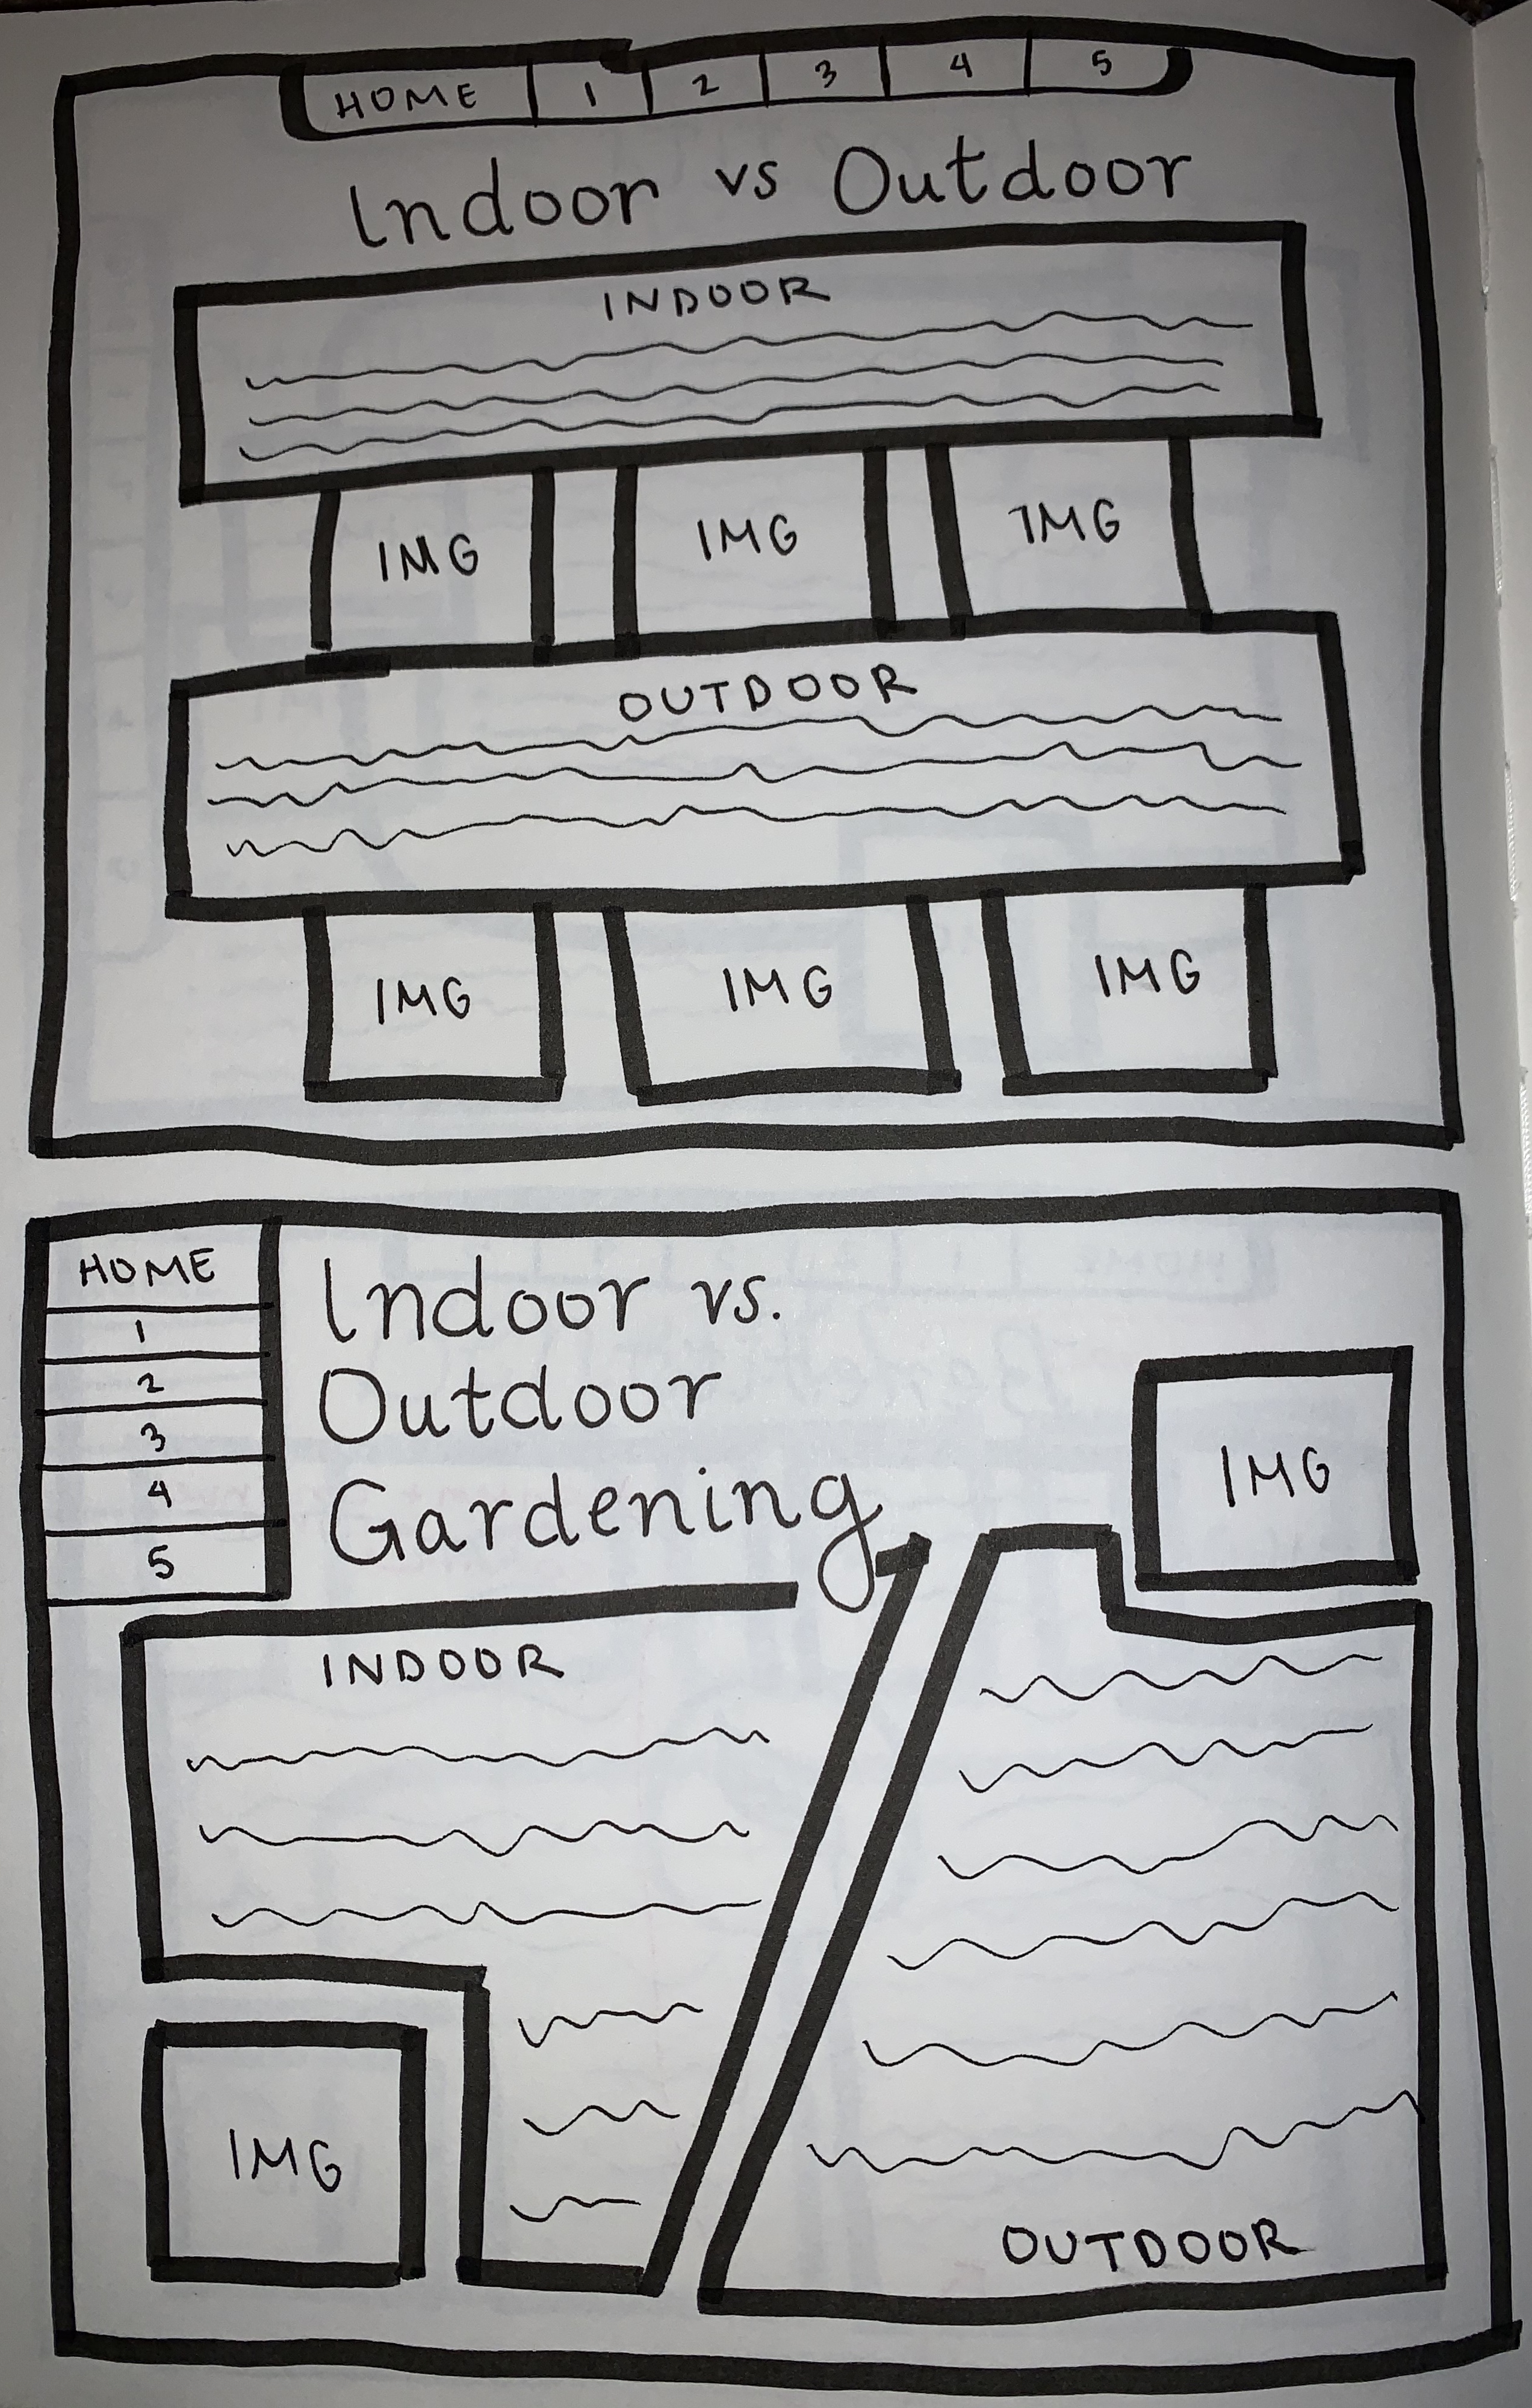 HOME 1 2 3 4 5
Indoor vs Outdoor
INDOOR
IMG IMG IMG
OUTDOOR
IMG IMG IMG
HOME
1
2
3
4
5
Indoor vs.
Outdoor
Gardening
IMG
INDOOR
IMG
OUTDOOR